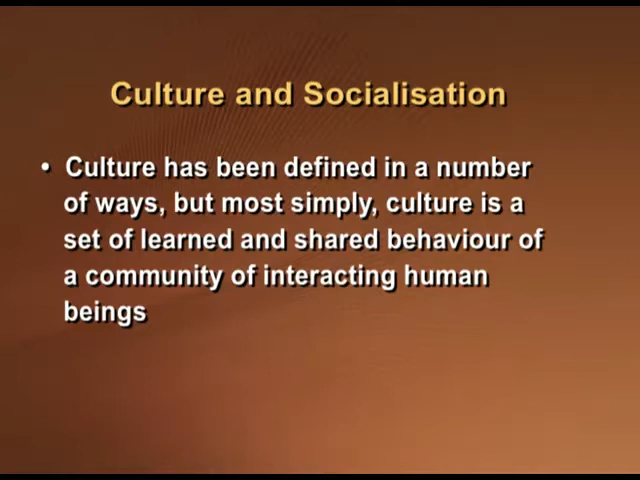 Culture and Socialisation
• Culture has been defined in a number
of ways, but most simply, culture is a
set of learned and shared behaviour of
a community of interacting human
beings